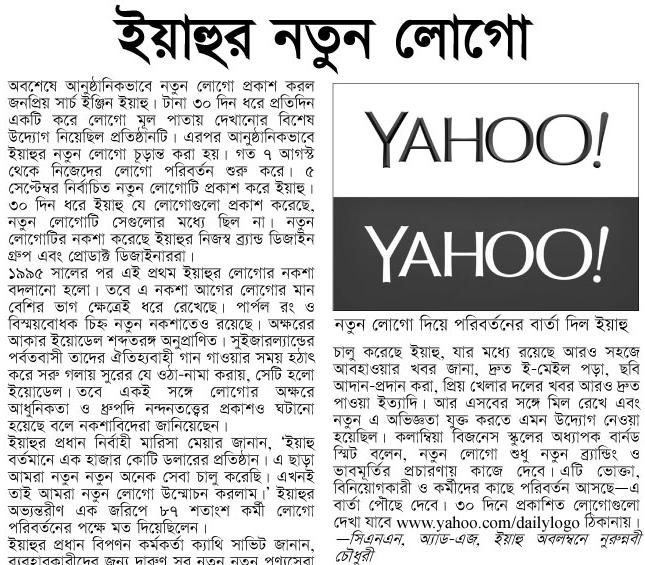 ইয়াহুর নতুন লোগো
অবশেষে আনুষ্ঠানিকভাবে নতুন লোগো প্রকাশ করল
জনপ্রিয় সার্চ ইঞ্জিন ইয়াহু। টানা ৩০ দিন ধরে প্রতিদিন
একটি করে লোগো মূল পাতায় দেখানোর বিশেষ
উদ্যোগ নিয়েছিল প্রতিষ্ঠানটি। এরপর আনুষ্ঠানিকভাবে
ইয়াহুর নতুন লোগো চূড়ান্ত করা হয়। গত ৭ আগস্ট
থেকে নিজেদের লোগো পরিবর্তন শুরু করে। ৫
সেপ্টেম্বর নির্বাচিত নতুন লোগোটি প্রকাশ করে ইয়াহু।
৩০ দিন ধরে ইয়াহু যে লোগোগুলো প্রকাশ করেছে,
নতুন লোগোটি সেগুলোর মধ্যে ছিল না। নতুন
লোগোটির নকশা করেছে ইয়াহুর নিজস্ব ব্র্যান্ড ডিজাইন
গ্রুপ এবং প্রোডাক্ট ডিজাইনাররা।
১৯৯৫ সালের পর এই প্রথম ইয়াহুর লোগোর নকশা
বদলানো হলো। তবে এ নকশা আগের লোগোর মান
বেশির ভাগ ক্ষেত্রেই ধরে রেখেছে। পার্পল রং ও
বিস্ময়বোধক চিহ্ন নতুন নকশাতেও রয়েছে। অক্ষরের
আকার ইয়োডেল শব্দতরঙ্গ অনুপ্রাণিত। সুইজারল্যান্ডের
পর্বতবাসী তাদের ঐতিহ্যবাহী গান গাওয়ার সময় হঠাৎ
করে সরু গলায় সুরের যে ওঠা-নামা করায়, সেটি হলো
ইয়োডেল। তবে একই সঙ্গে লোগোর অক্ষরে
আধুনিকতা ও ধ্রুপদি নন্দনতত্ত্বের প্রকাশও ঘটানো
হয়েছে বলে নকশাবিদেরা জানিয়েছেন।
ইয়াহুর প্রধান নির্বাহী মারিসা মেয়ার জানান, 'ইয়াহু
বর্তমানে এক হাজার কোটি ডলারের প্রতিষ্ঠান। এ ছাড়া
আমরা নতুন নতুন অনেক সেবা চালু করেছি। এখনই
তাই আমরা নতুন লোগো উন্মোচন করলাম।' ইয়াহুর
অভ্যন্তরীণ এক জরিপে ৮৭ শতাংশ কর্মী লোগো
পরিবর্তনের পক্ষে মত দিয়েছিলেন।
ইয়াহুর প্রধান বিপণন কর্মকর্তা ক্যাথি সাভিট জানান,
ব্যবহারকারীদের জন্য দারুণ সব নতুন নতুন পণ্যসেবা
YAHOO!
YAHOO!
নতুন লোগো দিয়ে পরিবর্তনের বার্তা দিল ইয়াহু
চালু করেছে ইয়াহু, যার মধ্যে রয়েছে আরও সহজে
আবহাওয়ার খবর জানা, দ্রুত ই-মেইল পড়া, ছবি
আদান-প্রদান করা, প্রিয় খেলার দলের খবর আরও দ্রুত
পাওয়া ইত্যাদি। আর এসবের সঙ্গে মিল রেখে এবং
নতুন এ অভিজ্ঞতা যুক্ত করতে এমন উদ্যোগ নেওয়া
হয়েছিল। কলাম্বিয়া বিজনেস স্কুলের অধ্যাপক বার্নড
স্মিট বলেন, নতুন লোগো শুধু নতুন ব্র্যান্ডিং ও
ভাবমূর্তির প্রচারণায় কাজে দেবে। এটি ভোক্তা,
বিনিয়োগকারী ও কর্মীদের কাছে পরিবর্তন আসছে—এ
বার্তা পৌছে দেবে। ৩০ দিনে প্রকাশিত লোগোগুলো
দেখা যাবে www.yahoo.com/dailylogo ঠিকানায়।
—সিএনএন, অ্যাড-এজ, ইয়াহু অবলম্বনে নুরুন্নবী
চৌধুরী